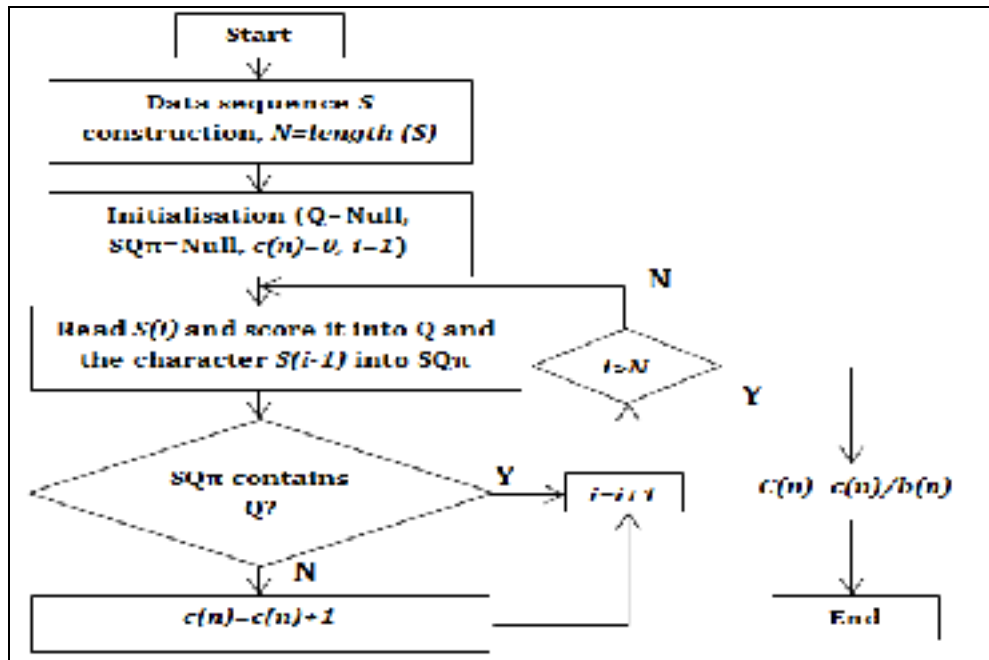 Start
Data sequence S
construction, N=length (S)
Initialisation (Q=Null,
SQπ=Null, c(n)=0, i=1)
N
Read S(i) and score it into Q and
the character S(i-1) into SQπ
i>N
Y
SQπ contains
Q?
Y
i=i+1
C(n) c(n)/b(n)
N
c(n)=c(n)+1
End